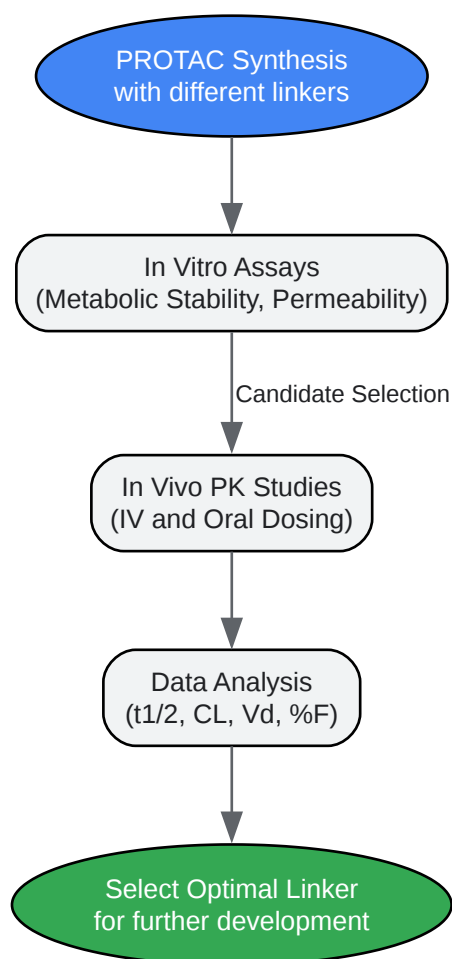 PROTAC Synthesis
with different linkers
In Vitro Assays
(Metabolic Stability, Permeability)
Candidate Selection
In Vivo PK Studies
(IV and Oral Dosing)
Data Analysis
(t1/2, CL, Vd, %F)
Select Optimal Linker
for further development